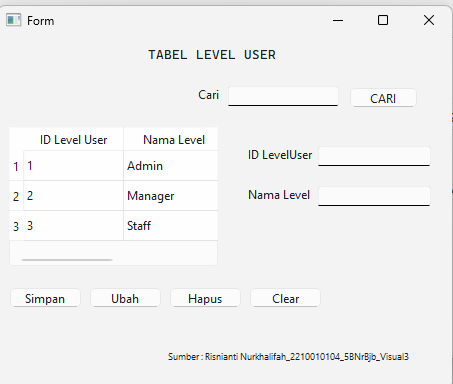 Form
TABEL LEVEL USER
Cari
CARI
ID Level User Nama Level
1 1 Admin
2 2 Manager
3 3 Staff
ID LevelUser
Nama Level
Simpan Ubah Hapus Clear
Sumber : Risnianti Nurkhalifah_2210010104_5BNrBjb_Visual3